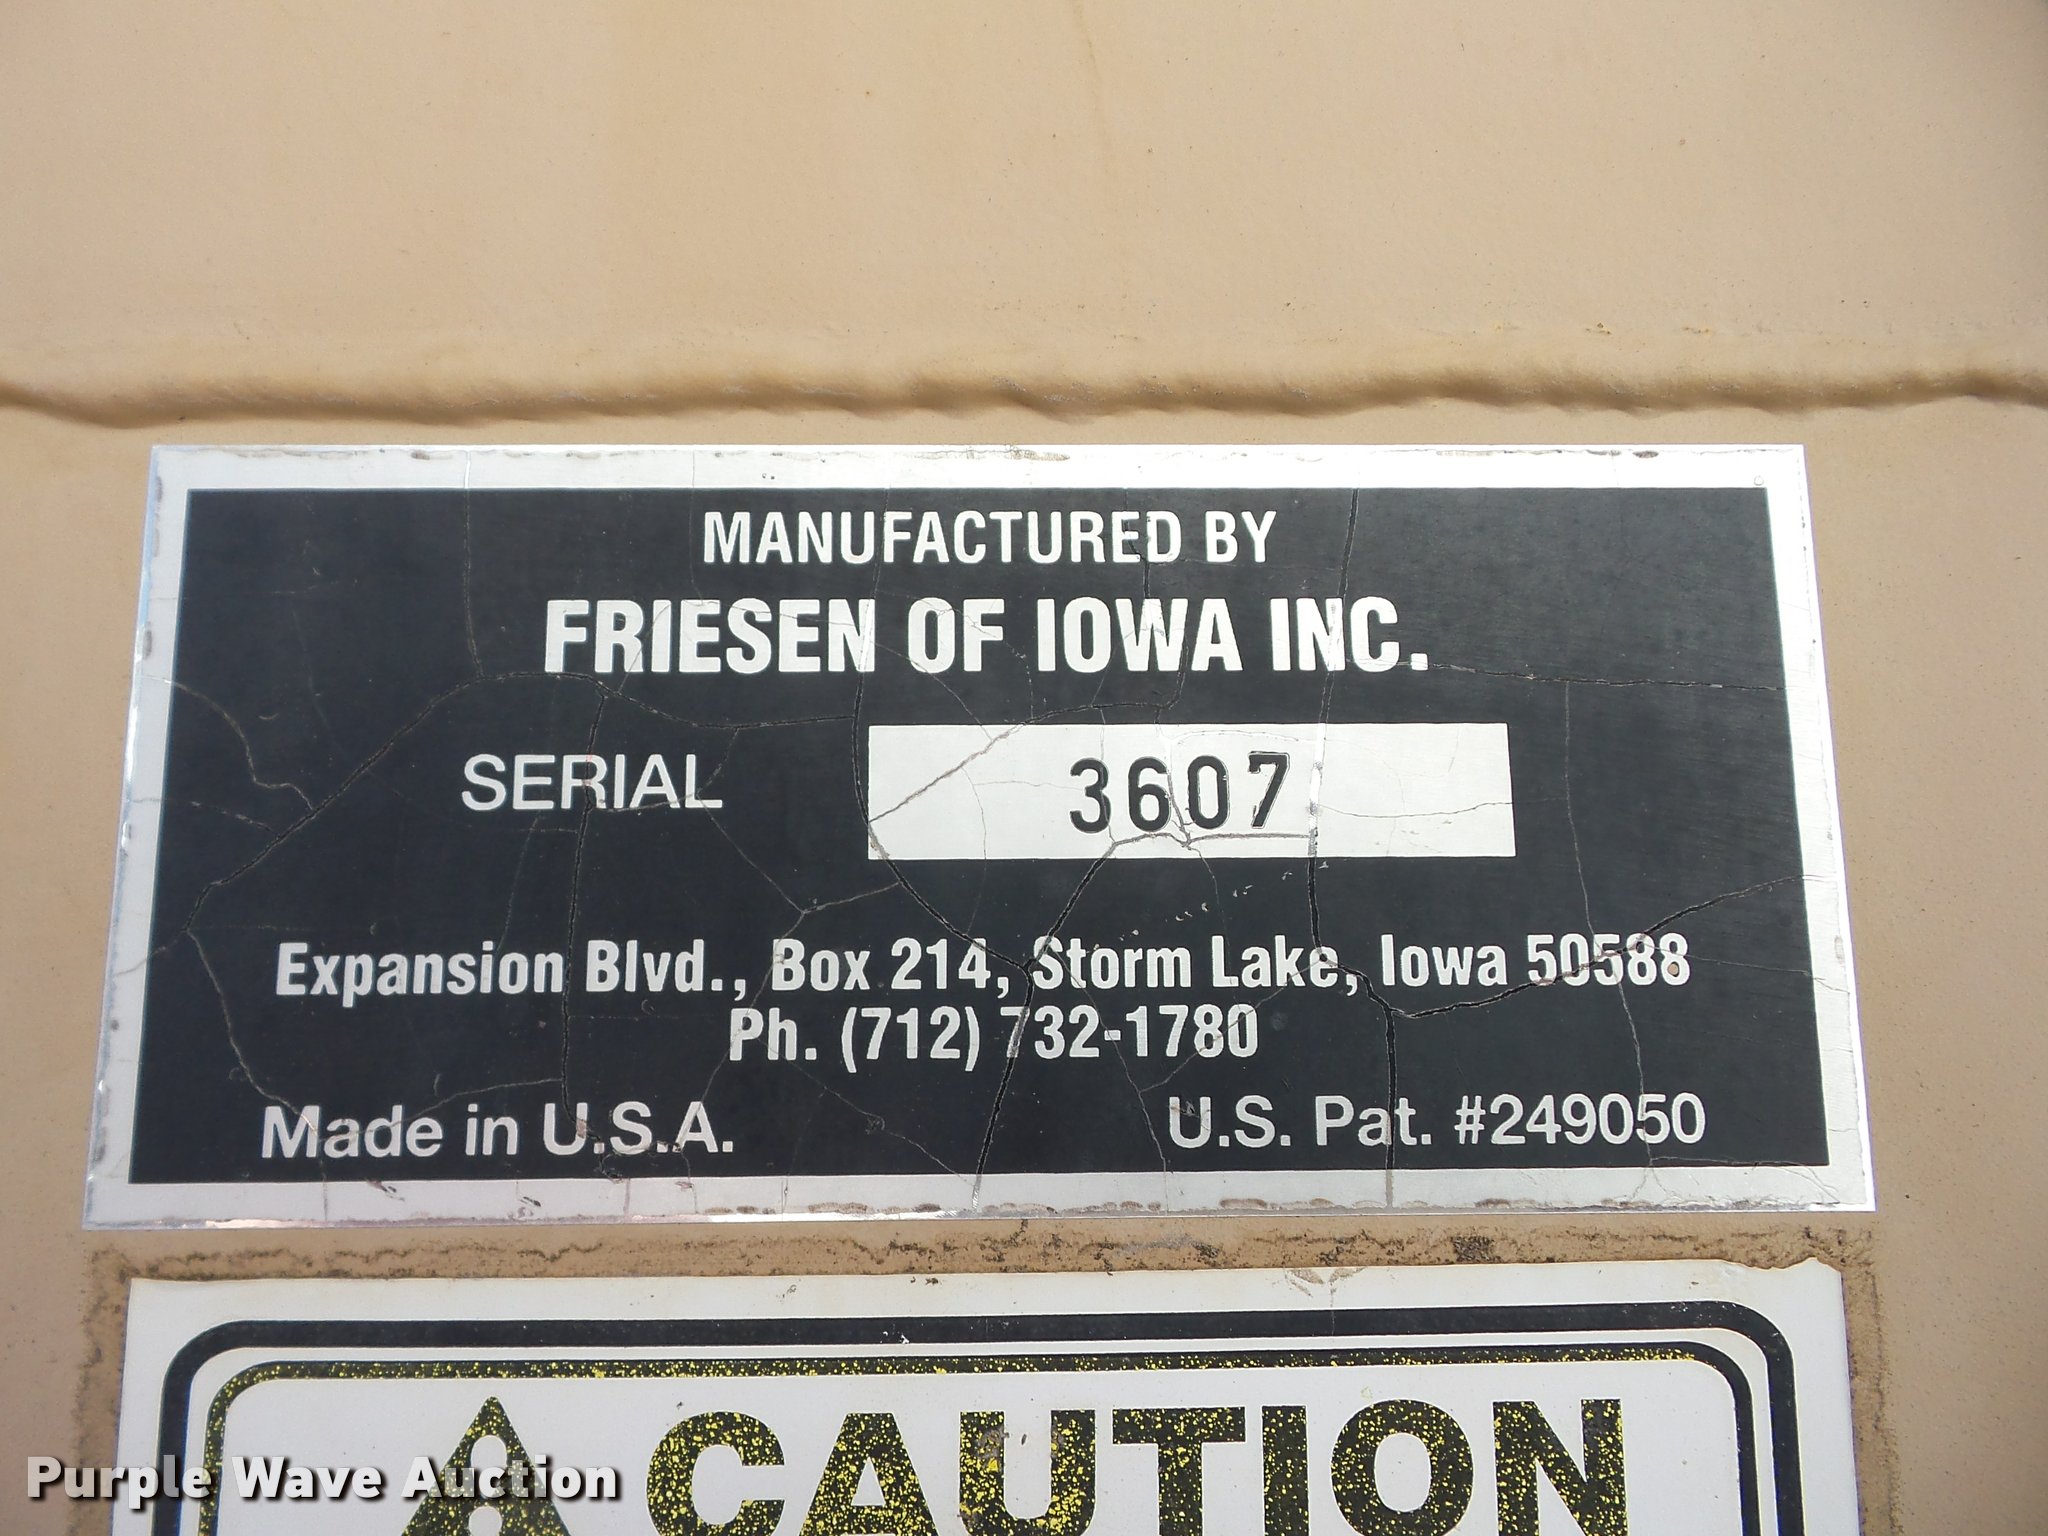 MANUFACTURED BY
FRIESEN OF IOWA INC.
SERIAL 3607
Expansion Blvd., Box 214, Storm Lake, Iowa 50588
Ph. (712) 732-1780
Made in U.S.A. U.S. Pat. #249050
CAUTION
Purple Wave Auction